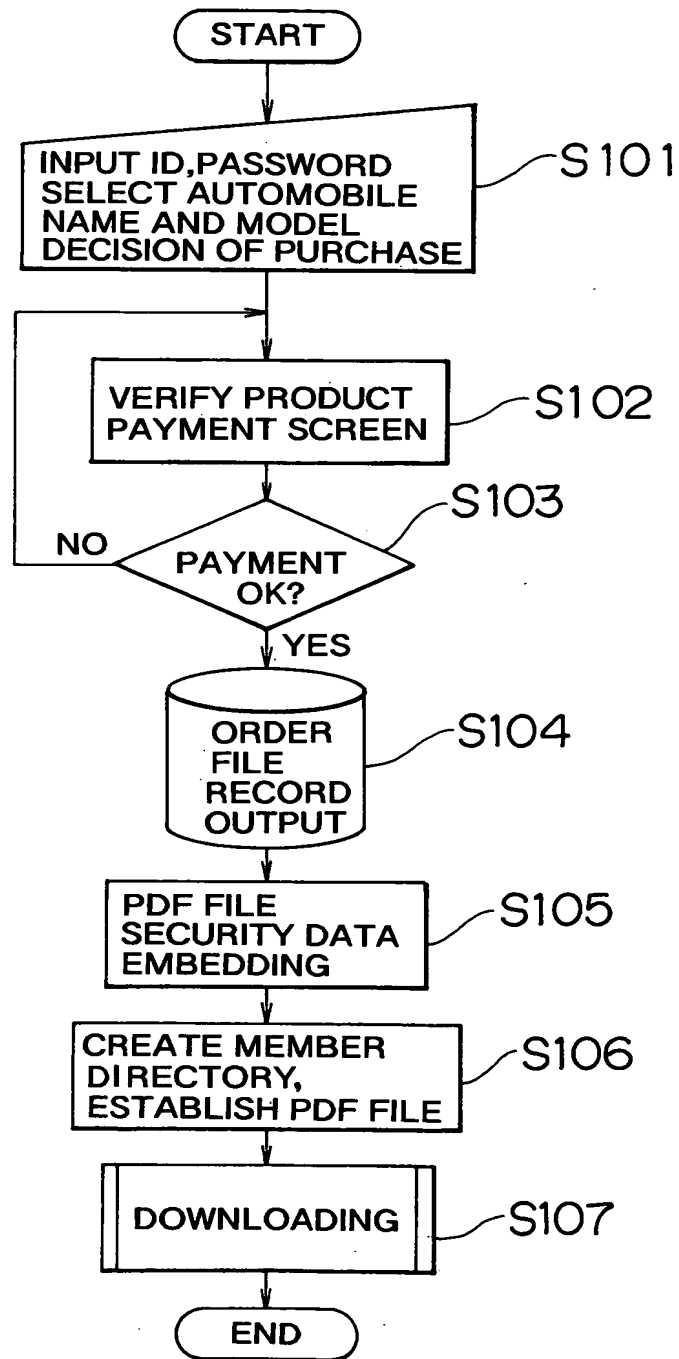 START
INPUT ID,PASSWORD
SELECT AUTOMOBILE
NAME AND MODEL
DECISION OF PURCHASE
S101
VERIFY PRODUCT
PAYMENT SCREEN
S102
S103
NO
PAYMENT
OK?
YES
ORDER
FILE
RECORD
OUTPUT
S104
PDF FILE
SECURITY DATA
EMBEDDING
S105
CREATE MEMBER
DIRECTORY,
ESTABLISH PDF FILE
S106
DOWNLOADING
S107
END